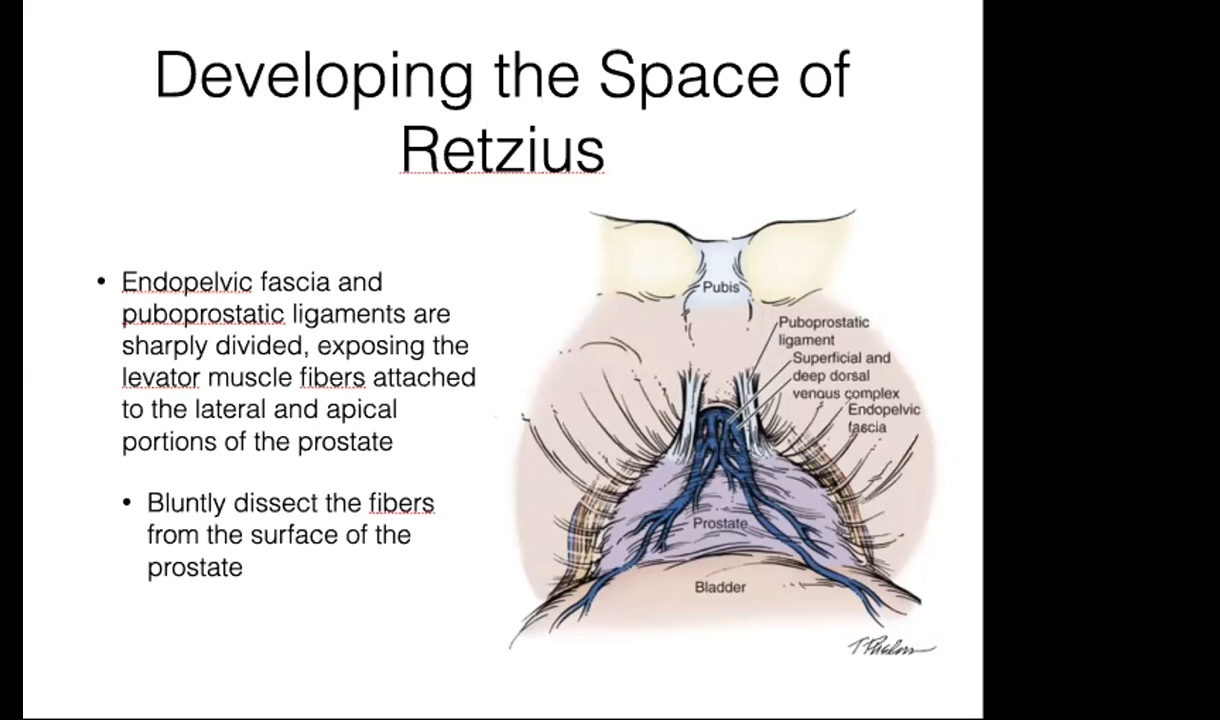 Developing the Space of
Retzius
• Endopelvic fascia and
puboprostatic ligaments are
sharply divided, exposing the
levator muscle fibers attached
to the lateral and apical
portions of the prostate
• Bluntly dissect the fibers
from the surface of the
prostate
Pubis
Puboprostatic
ligament
Superficial and
deep dorsal
venous complex
Endopelvic
fascia
Prostate
Bladder